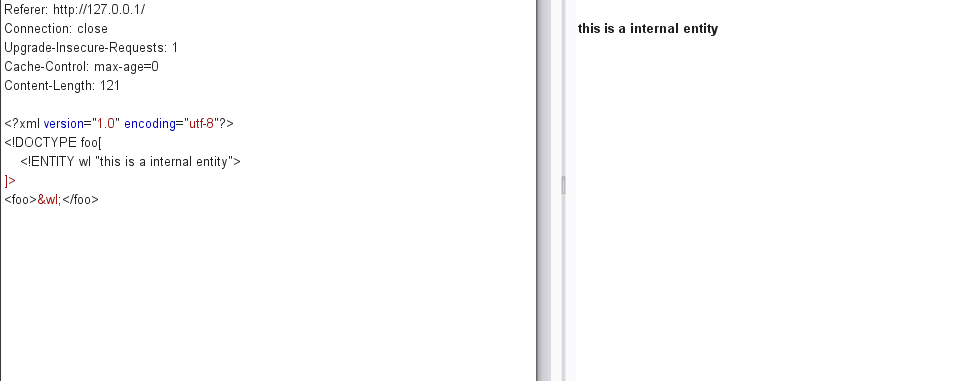 Referer: http://127.0.0.1/
Connection: close
Upgrade-Insecure-Requests: 1
Cache-Control: max-age=0
Content-Length: 121

<?xml version="1.0" encoding="utf-8"?>
<!DOCTYPE foo[
    <!ENTITY wl "this is a internal entity">
]>
<foo>&wl;</foo>
this is a internal entity